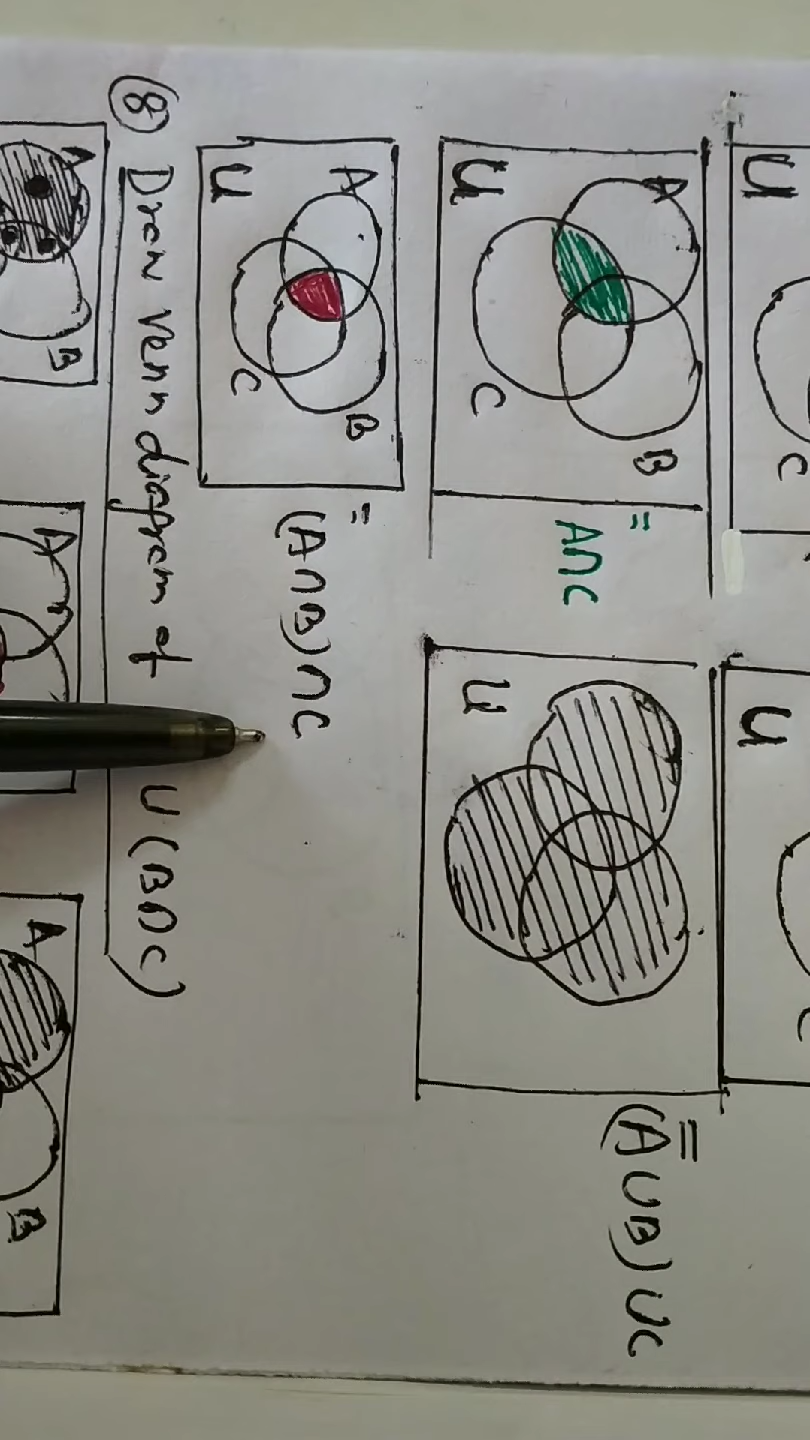 U C U C
A B
U C
= A∩C
U
= (A∪B)∪C
A B
U C
= (A∩B)∩C
⑧ Draw Venn diagram of ∪(B∩C)
A B
A
A B